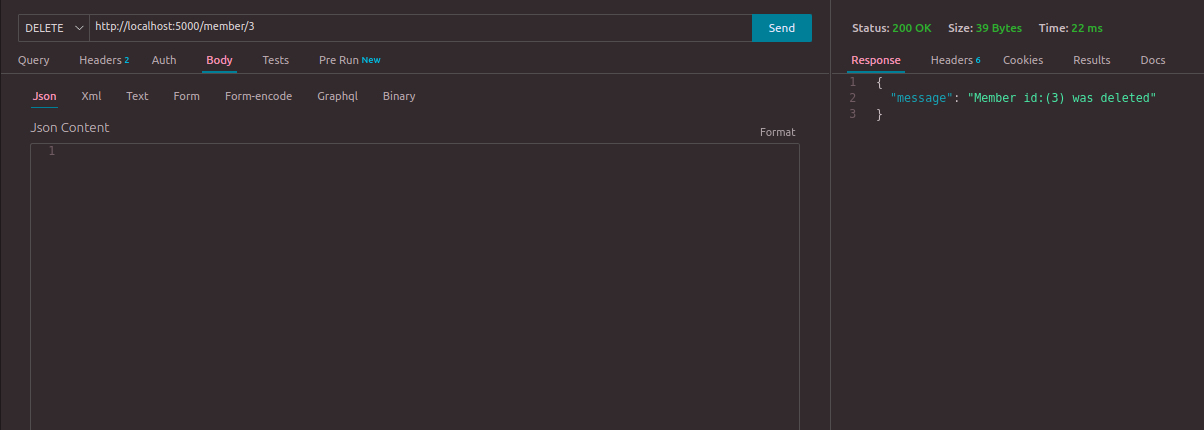 DELETE http://localhost:5000/member/3 Send
Query Headers 2 Auth Body Tests Pre Run New
Json Xml Text Form Form-encode Graphql Binary
Json Content
Format
1
Status: 200 OK Size: 39 Bytes Time: 22 ms
Response Headers 6 Cookies Results Docs
1 {
2 "message": "Member id:(3) was deleted"
3 }